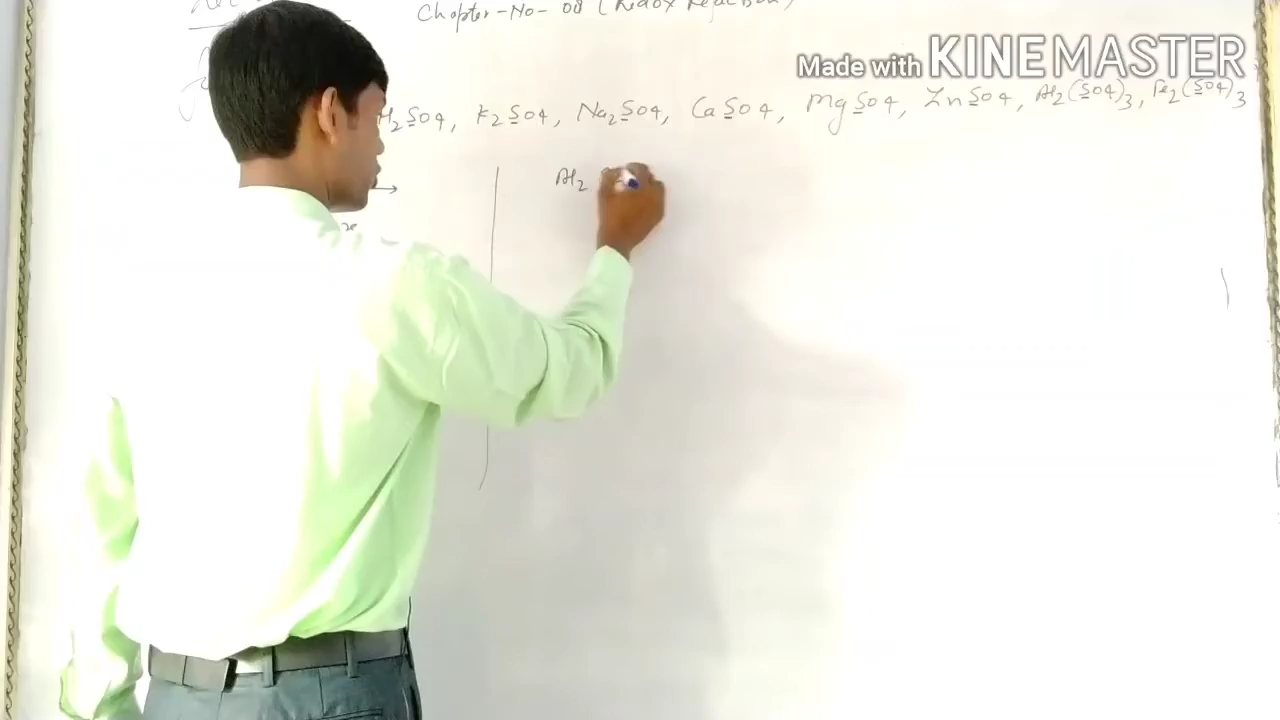 Chapter-No-08 (Redox Reaction)
Made with KINEMASTER
H2SO4, K2SO4, Na2SO4, CaSO4, MgSO4, ZnSO4, Al2(SO4)3, Fe2(SO4)3
Al2